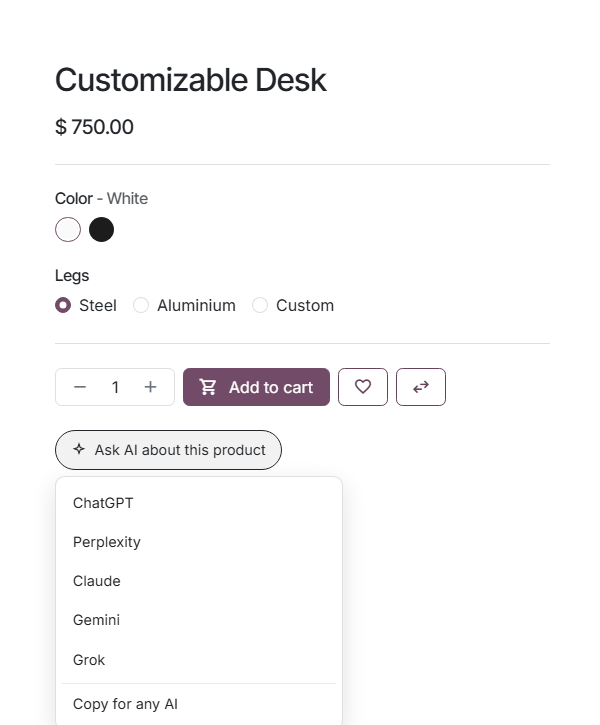 Customizable Desk
$ 750.00
Color - White
Legs
Steel Aluminium Custom
1 Add to cart
Ask AI about this product
ChatGPT
Perplexity
Claude
Gemini
Grok
Copy for any AI